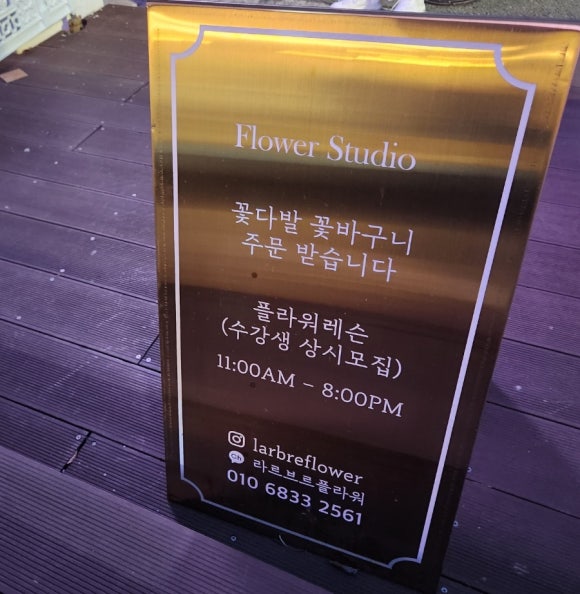 Flower Studio
꽃다발 꽃바구니
주문 받습니다
플라워레슨
(수강생 상시모집)
11:00AM - 8:00PM
larbreflower
Ch 라르브르플라워
010 6833 2561